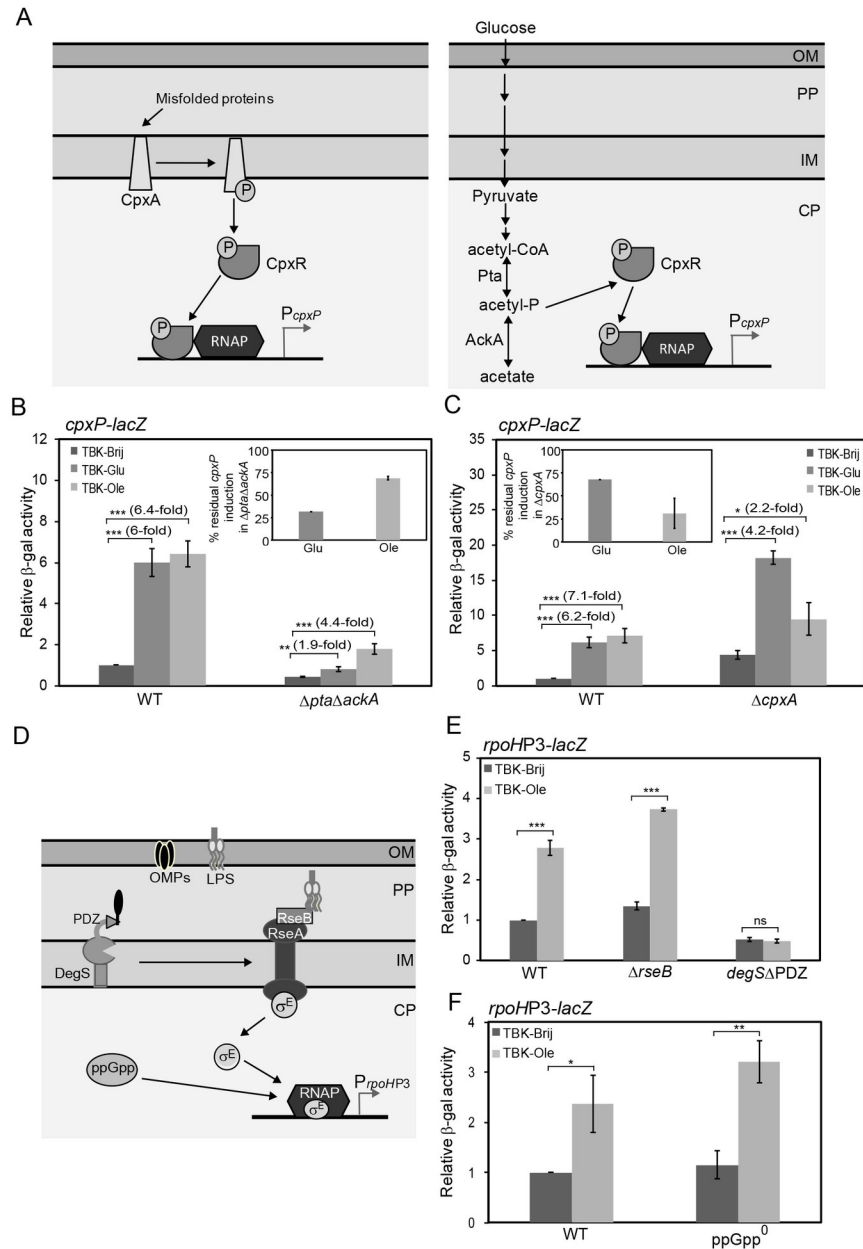 A
Misfolded proteins
CpxA
P
P
CpxR
P
RNAP
PcpxP
Glucose
OM
PP
IM
Pyruvate
CP
acetyl-CoA
Pta
acetyl-P
AckA
acetate
P
CpxR
P
RNAP
PcpxP
B
cpxP-lacZ
Relative β-gal activity
12
10
8
6
4
2
0
TBK-Brij
TBK-Glu
TBK-Ole
*** (6.4-fold)
*** (6-fold)
% residual cpxP
induction
in ΔptaΔackA
100
75
50
25
0
Glu
Ole
*** (4.4-fold)
** (1.9-fold)
WT
ΔptaΔackA
C
cpxP-lacZ
Relative β-gal activity
35
30
25
20
15
10
5
0
TBK-Brij
TBK-Glu
TBK-Ole
% residual cpxP
induction
in ΔcpxA
100
75
50
25
0
Glu
Ole
* (2.2-fold)
*** (4.2-fold)
*** (7.1-fold)
*** (6.2-fold)
WT
ΔcpxA
D
OM
OMPs
LPS
PP
PDZ
RseB
RseA
IM
DegS
CP
σE
σE
ppGpp
RNAP
σE
PrpoHP3
E
rpoHP3-lacZ
Relative β-gal activity
5
4
3
2
1
0
TBK-Brij
TBK-Ole
***
***
ns
WT
ΔrseB
degSΔPDZ
F
rpoHP3-lacZ
Relative β-gal activity
4
3
2
1
0
TBK-Brij
TBK-Ole
*
**
WT
ppGpp0